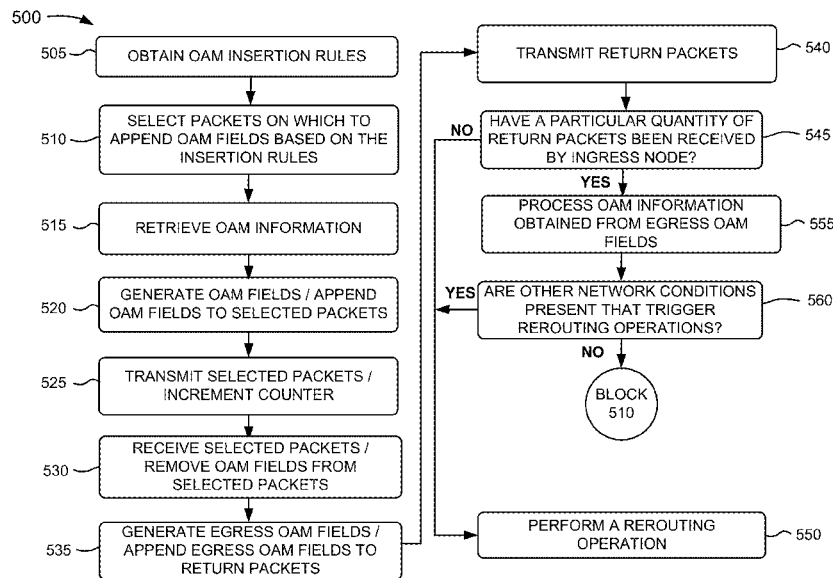 500
505
OBTAIN OAM INSERTION RULES
510
SELECT PACKETS ON WHICH TO
APPEND OAM FIELDS BASED ON THE
INSERTION RULES
515
RETRIEVE OAM INFORMATION
520
GENERATE OAM FIELDS / APPEND
OAM FIELDS TO SELECTED PACKETS
525
TRANSMIT SELECTED PACKETS /
INCREMENT COUNTER
530
RECEIVE SELECTED PACKETS /
REMOVE OAM FIELDS FROM
SELECTED PACKETS
535
GENERATE EGRESS OAM FIELDS /
APPEND EGRESS OAM FIELDS TO
RETURN PACKETS
TRANSMIT RETURN PACKETS
540
HAVE A PARTICULAR QUANTITY OF
RETURN PACKETS BEEN RECEIVED
BY INGRESS NODE?
545
NO
YES
PROCESS OAM INFORMATION
OBTAINED FROM EGRESS OAM
FIELDS
555
ARE OTHER NETWORK CONDITIONS
PRESENT THAT TRIGGER
REROUTING OPERATIONS?
560
YES
NO
BLOCK
510
PERFORM A REROUTING
OPERATION
550